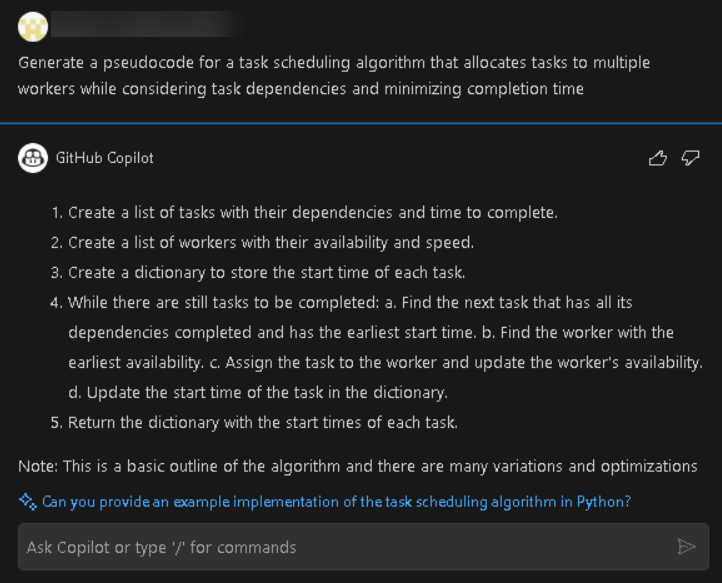 Generate a pseudocode for a task scheduling algorithm that allocates tasks to multiple
workers while considering task dependencies and minimizing completion time
GitHub Copilot
1. Create a list of tasks with their dependencies and time to complete.
2. Create a list of workers with their availability and speed.
3. Create a dictionary to store the start time of each task.
4. While there are still tasks to be completed: a. Find the next task that has all its
dependencies completed and has the earliest start time. b. Find the worker with the
earliest availability. c. Assign the task to the worker and update the worker's availability.
d. Update the start time of the task in the dictionary.
5. Return the dictionary with the start times of each task.
Note: This is a basic outline of the algorithm and there are many variations and optimizations
Can you provide an example implementation of the task scheduling algorithm in Python?
Ask Copilot or type '/' for commands